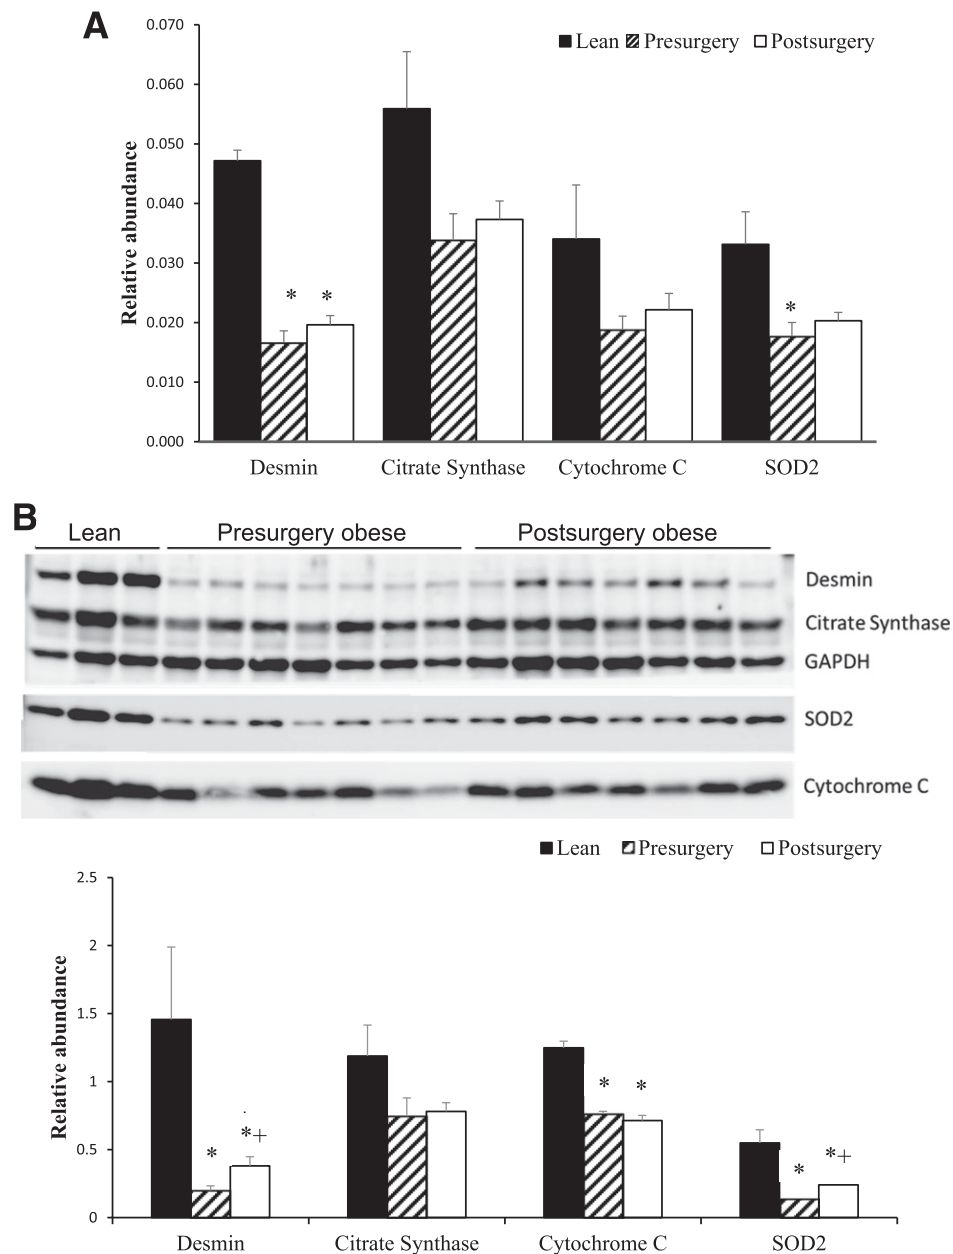 A
Lean Presurgery Postsurgery
Relative abundance
0.070
0.060
0.050
0.040
0.030
0.020
0.010
0.000
* *
*
Desmin Citrate Synthase Cytochrome C SOD2
B
Lean Presurgery obese Postsurgery obese
Desmin
Citrate Synthase
GAPDH
SOD2
Cytochrome C
Lean Presurgery Postsurgery
Relative abundance
2.5
2
1.5
1
0.5
0
* *+
* *
* *+
Desmin Citrate Synthase Cytochrome C SOD2